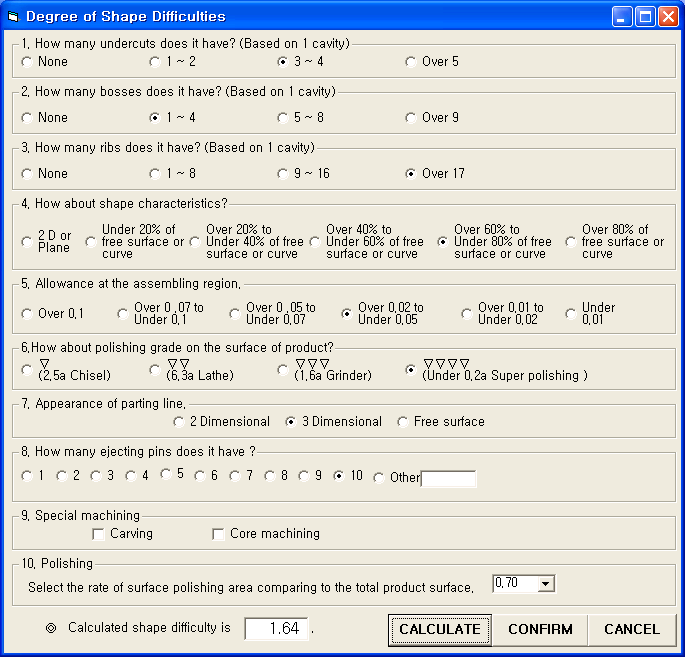 Degree of Shape Difficulties
1. How many undercuts does it have? (Based on 1 cavity)
None 1 ~ 2 3 ~ 4 Over 5
2. How many bosses does it have? (Based on 1 cavity)
None 1 ~ 4 5 ~ 8 Over 9
3. How many ribs does it have? (Based on 1 cavity)
None 1 ~ 8 9 ~ 16 Over 17
4. How about shape characteristics?
2 D or
Plane
Under 20% of
free surface or
curve
Over 20% to
Under 40% of free
surface or curve
Over 40% to
Under 60% of free
surface or curve
Over 60% to
Under 80% of free
surface or curve
Over 80% of
free surface or
curve
5. Allowance at the assembling region.
Over 0.1
Over 0 .07 to
Under 0.1
Over 0 .05 to
Under 0.07
Over 0.02 to
Under 0.05
Over 0.01 to
Under 0.02
Under
0.01
6.How about polishing grade on the surface of product?
▽
(2.5a Chisel)
▽▽
(6.3a Lathe)
▽▽▽
(1.6a Grinder)
▽▽▽▽
(Under 0.2a Super polishing )
7. Appearance of parting line.
2 Dimensional 3 Dimensional Free surface
8. How many ejecting pins does it have ?
1 2 3 4 5 6 7 8 9 10 Other
9. Special machining
Carving Core machining
10. Polishing
Select the rate of surface polishing area comparing to the total product surface. 0.70
◎ Calculated shape difficulty is 1.64 . CALCULATE CONFIRM CANCEL